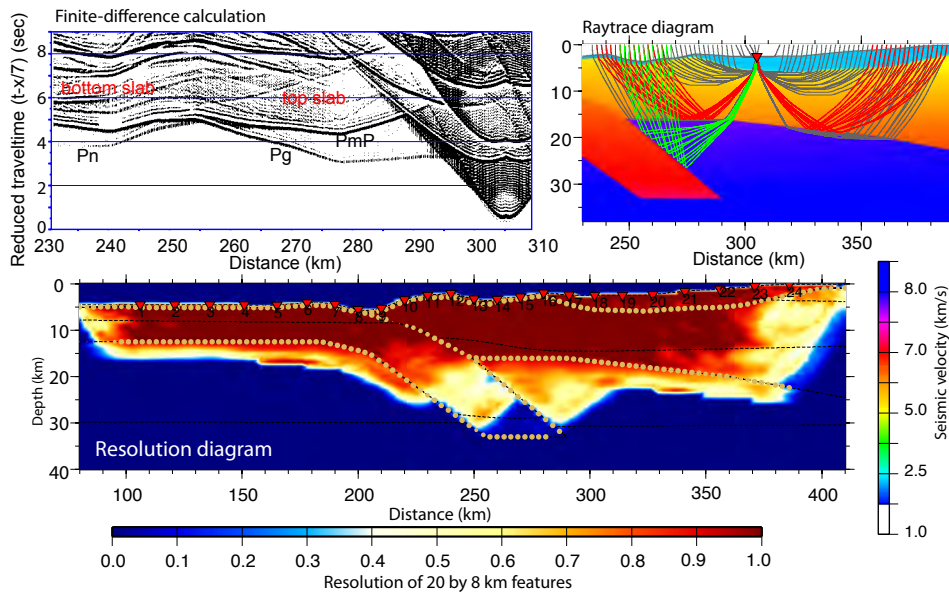 Finite-difference calculation
Reduced traveltime (t-x/7) (sec)
8
6
4
2
0
bottom slab
top slab
Pn
Pg
PmP
230 240 250 260 270 280 290 300 310
Distance (km)
Raytrace diagram
0
10
20
30
250 300 350
Distance (km)
0
10
20
30
40
Depth (km)
1 2 3 4 5 6 7 8 9 10 11 12 13 14 15 16 17 18 19 20 21 22 23 24
Resolution diagram
100 150 200 250 300 350 400
Distance (km)
8.0
7.0
5.0
2.5
1.0
Seismic velocity (km/s)
0.0 0.1 0.2 0.3 0.4 0.5 0.6 0.7 0.8 0.9 1.0
Resolution of 20 by 8 km features